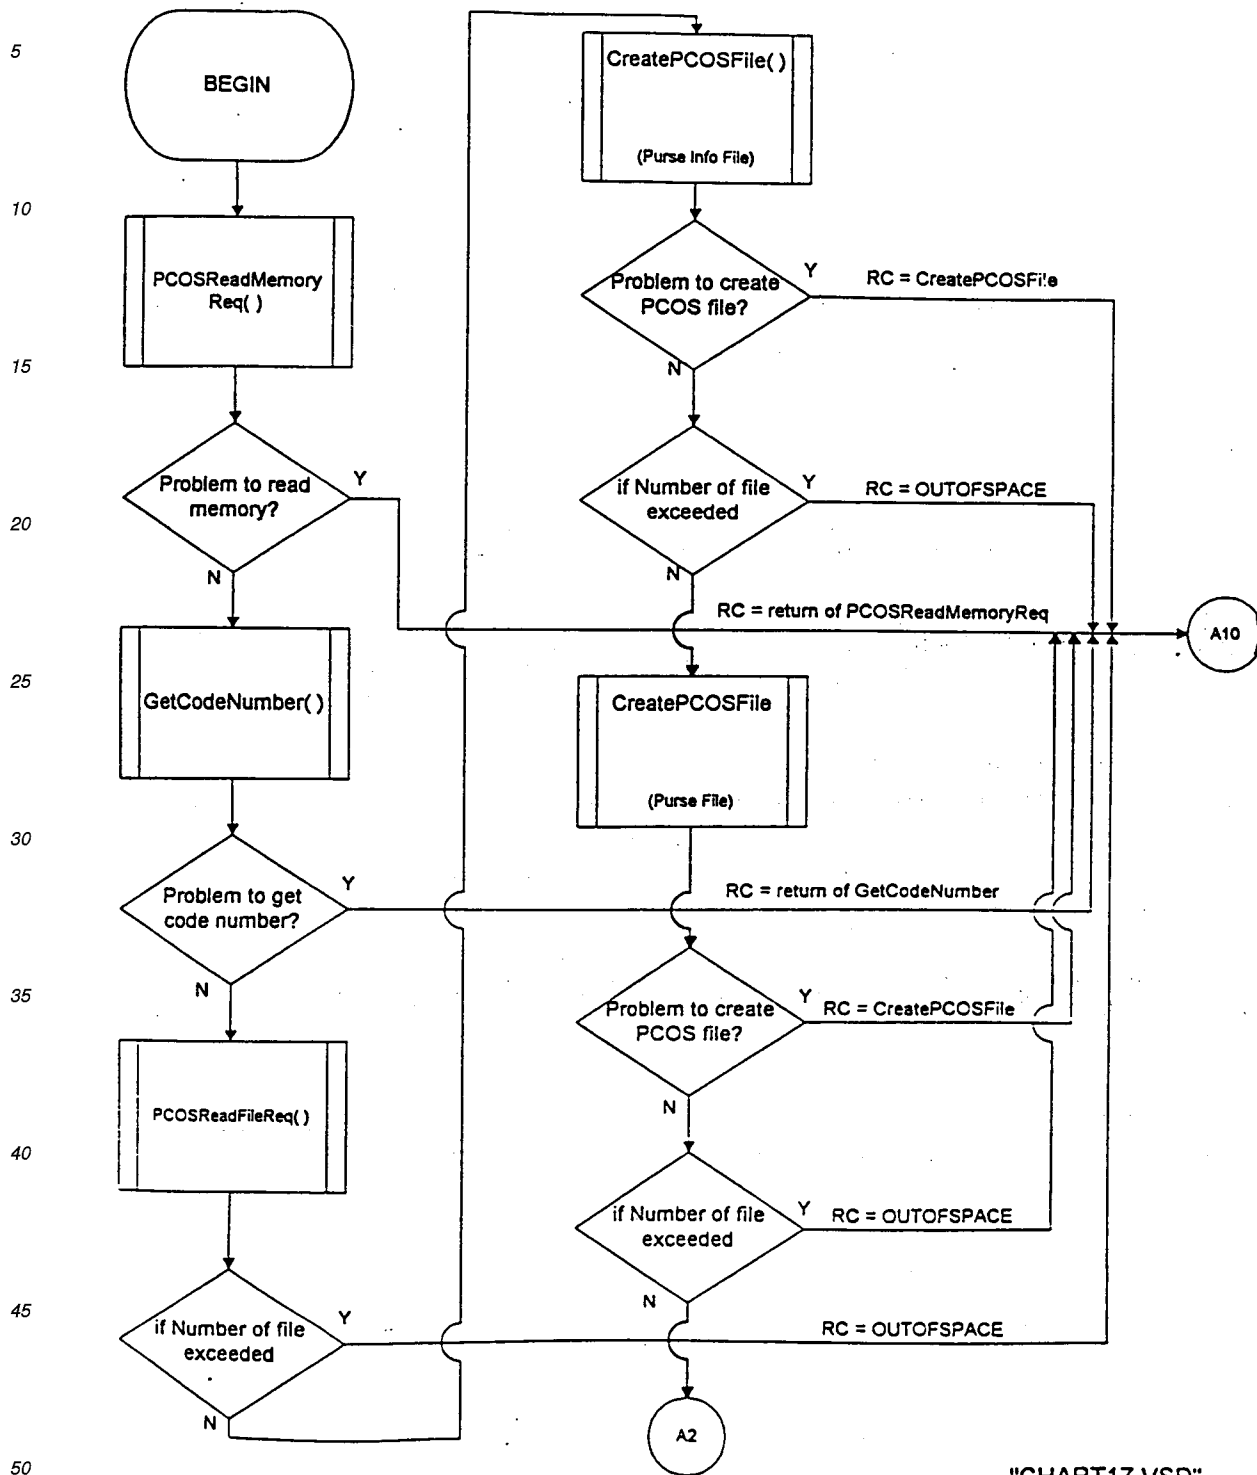 5
BEGIN
10
PCOSReadMemory
Req( )
15
Problem to read
memory?
Y
20
N
25
GetCodeNumber( )
30
Problem to get
code number?
Y
N
35
PCOSReadFileReq( )
40
45
if Number of file
exceeded
Y
N
50
CreatePCOSFile( )
(Purse Info File)
Problem to create
PCOS file?
Y
RC = CreatePCOSFile
N
if Number of file
exceeded
Y
RC = OUTOFSPACE
N
RC = return of PCOSReadMemoryReq
A10
CreatePCOSFile
(Purse File)
RC = return of GetCodeNumber
Problem to create
PCOS file?
Y
RC = CreatePCOSFile
N
if Number of file
exceeded
Y
RC = OUTOFSPACE
N
RC = OUTOFSPACE
A2
"CHART17.VSD"